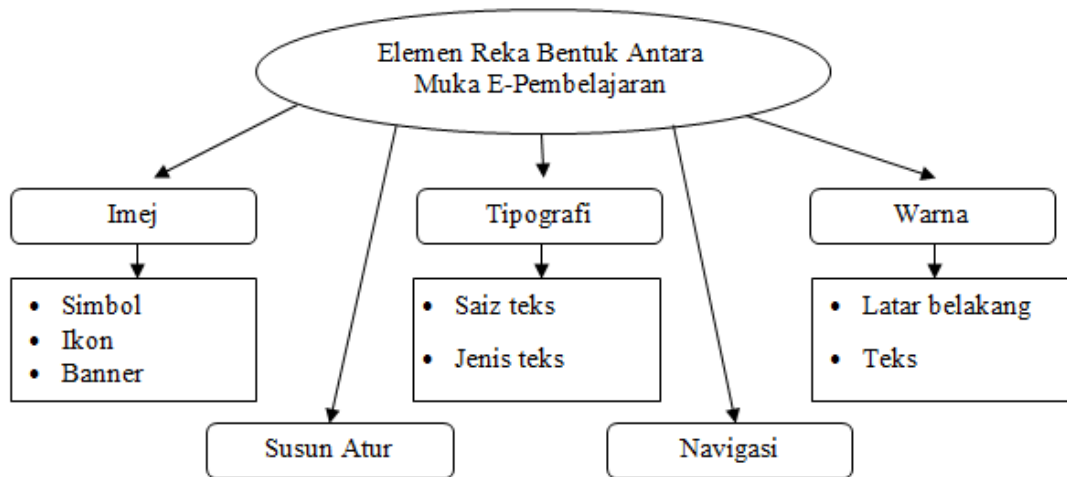 Elemen Reka Bentuk Antara
Muka E-Pembelajaran
Imej
Tipografi
Warna
• Simbol
• Ikon
• Banner
• Saiz teks
• Jenis teks
• Latar belakang
• Teks
Susun Atur
Navigasi